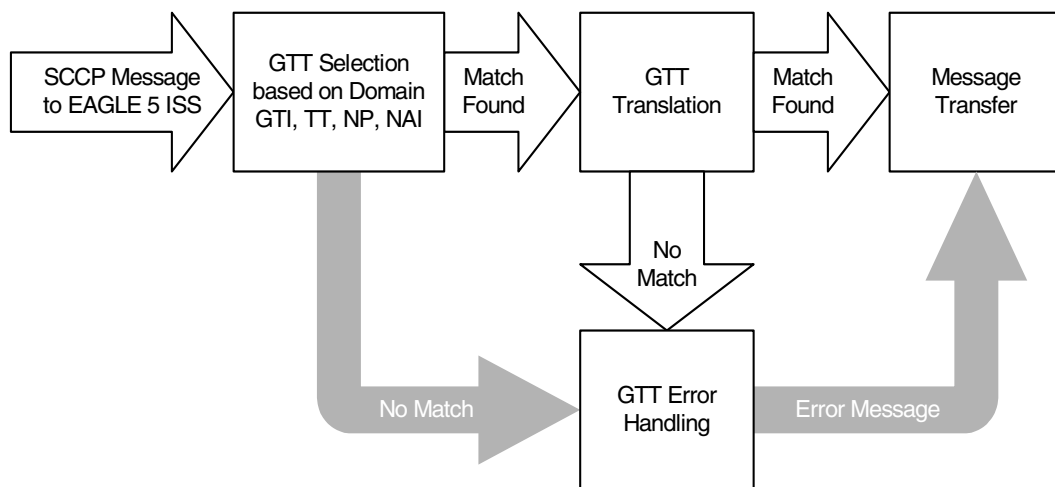 SCCP Message
to EAGLE 5 ISS
GTT Selection
based on Domain
GTI, TT, NP, NAI
Match
Found
GTT
Translation
Match
Found
Message
Transfer
No
Match
No Match
GTT Error
Handling
Error Message